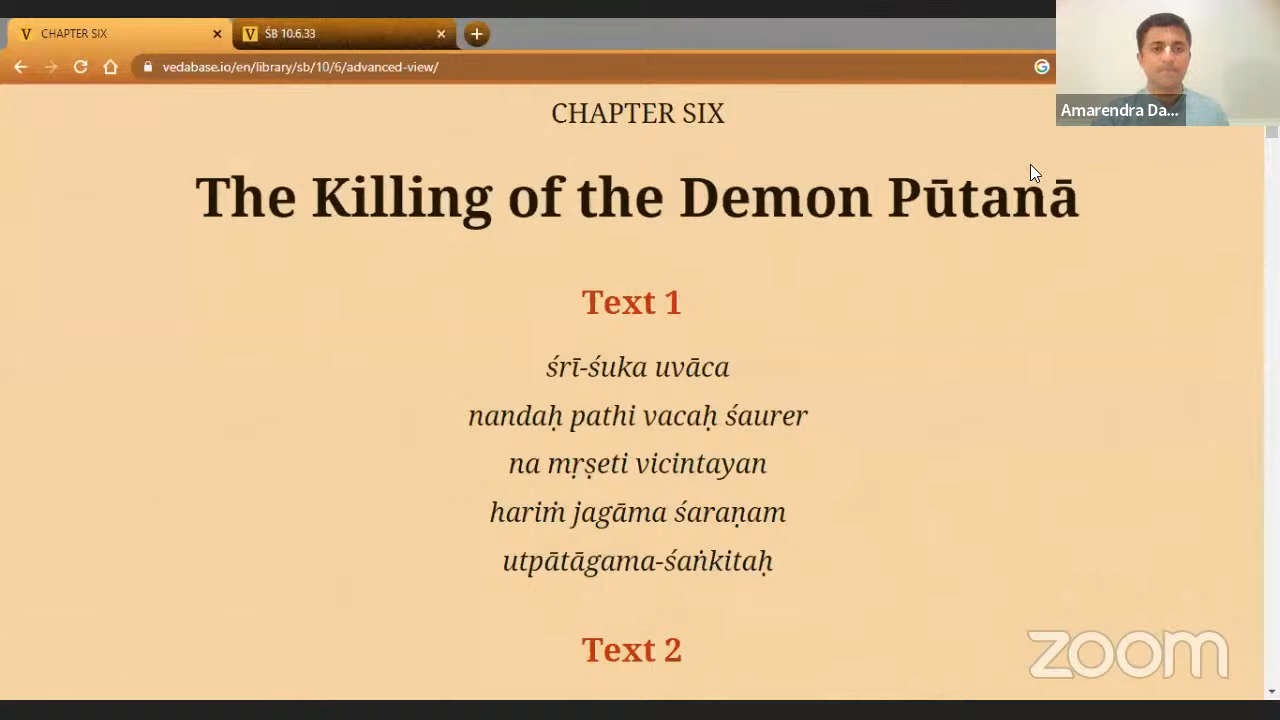 CHAPTER SIX
ŚB 10.6.33
vedabase.io/en/library/sb/10/6/advanced-view/
Amarendra Da...
CHAPTER SIX
The Killing of the Demon Pūtanā
Text 1
śrī-śuka uvāca
nandaḥ pathi vacaḥ śaurer
na mṛṣeti vicintayan
hariṁ jagāma śaraṇam
utpātāgama-śaṅkitaḥ
Text 2
zoom